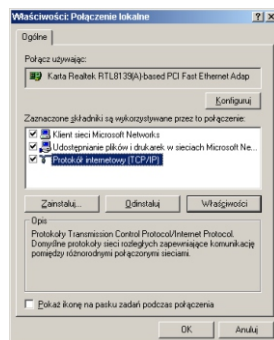 Właściwości: Połączenie lokalne
Ogólne
Połącz używając:
Karta Realtek RTL8139(A)-based PCI Fast Ethernet Adap
Konfiguruj
Zaznaczone składniki są wykorzystywane przez to połączenie:
Klient sieci Microsoft Networks
Udostępnianie plików i drukarek w sieciach Microsoft Ne...
Protokół internetowy (TCP/IP)
Zainstaluj...
Odinstaluj
Właściwości
Opis
Protokoły Transmission Control Protocol/Internet Protocol.
Domyślne protokoły sieci rozległych zapewniające komunikację
pomiędzy różnorodnymi połączonymi sieciami.
Pokaż ikonę na pasku zadań podczas połączenia
OK
Anuluj